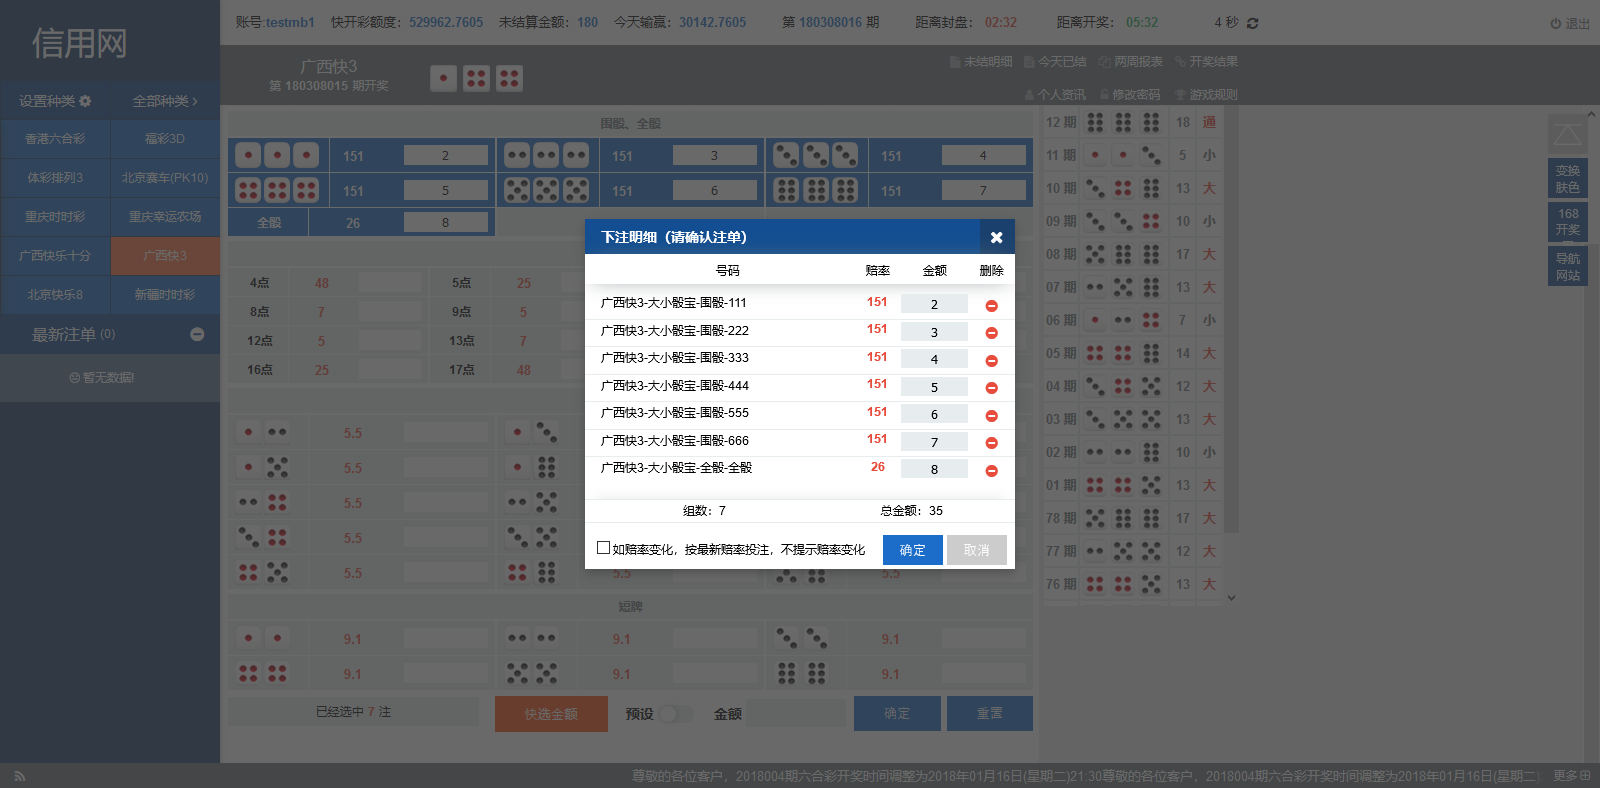 信用网
账号:testmb1 快开彩额度：529962.7605 未结算金额：180 今天输赢：30142.7605 第 180308016 期 距离封盘： 02:32 距离开奖： 05:32 4 秒 退出
广西快3
第 180308015 期开奖
未结明细 今天已结 两周报表 开奖结果
个人资讯 修改密码 游戏规则
设置种类 全部种类
香港六合彩 福彩3D
体彩排列3 北京赛车(PK10)
重庆时时彩 重庆幸运农场
广西快乐十分 广西快3
北京快乐8 新疆时时彩
最新注单 (0)
暂无数据!
围骰、全骰
151 2 151 3 151 4
151 5 151 6 151 7
全骰 26 8
4点 48 5点 25
8点 7 9点 5
12点 5 13点 7
16点 25 17点 48
5.5
5.5
5.5
5.5
5.5 5.5 5.5
短牌
9.1 9.1 9.1
9.1 9.1 9.1
已经选中 7 注 快选金额 预设 金额 确定 重置
下注明细（请确认注单）
号码 赔率 金额 删除
广西快3-大小骰宝-围骰-111 151 2
广西快3-大小骰宝-围骰-222 151 3
广西快3-大小骰宝-围骰-333 151 4
广西快3-大小骰宝-围骰-444 151 5
广西快3-大小骰宝-围骰-555 151 6
广西快3-大小骰宝-围骰-666 151 7
广西快3-大小骰宝-全骰-全骰 26 8
组数：7 总金额：35
如赔率变化，按最新赔率投注，不提示赔率变化 确定 取消
12 期 18 通
11 期 5 小
10 期 13 大
09 期 10 小
08 期 17 大
07 期 13 大
06 期 7 小
05 期 14 大
04 期 12 大
03 期 13 大
02 期 10 小
01 期 13 大
78 期 17 大
77 期 12 大
76 期 13 大
变换
肤色
168
开奖
导航
网站
尊敬的各位客户，2018004期六合彩开奖时间调整为2018年01月16日(星期二)21:30尊敬的各位客户，2018004期六合彩开奖时间调整为2018年01月16日(星期二) 更多